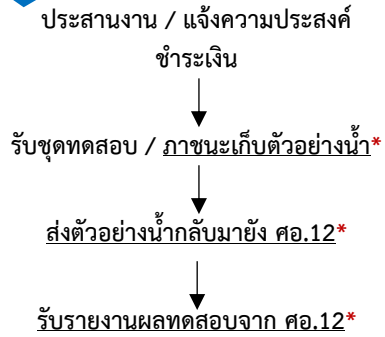 ประสานงาน / แจ้งความประสงค์
ชำระเงิน
รับชุดทดสอบ / ภาชนะเก็บตัวอย่างน้ำ*
ส่งตัวอย่างน้ำกลับมายัง ศอ.12*
รับรายงานผลทดสอบจาก ศอ.12*